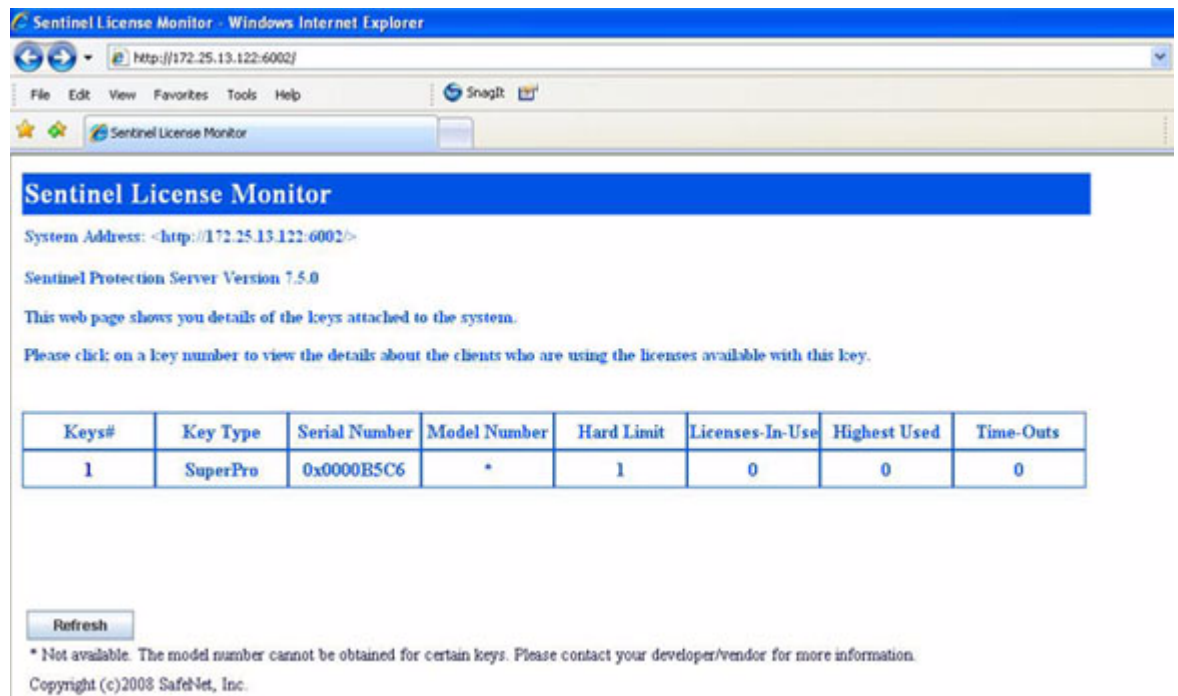 Sentinel License Monitor - Windows Internet Explorer
http://172.25.13.122:6002/
File Edit View Favorites Tools Help SnagIt
Sentinel License Monitor
Sentinel License Monitor
System Address: <http://172.25.13.122:6002/>
Sentinel Protection Server Version 7.5.0
This web page shows you details of the keys attached to the system.
Please click on a key number to view the details about the clients who are using the licenses available with this key.
Keys# Key Type Serial Number Model Number Hard Limit Licenses-In-Use Highest Used Time-Outs
1 SuperPro 0x0000B5C6 * 1 0 0 0
Refresh
* Not available. The model number cannot be obtained for certain keys. Please contact your developer/vendor for more information.
Copyright (c)2008 SafeNet, Inc.